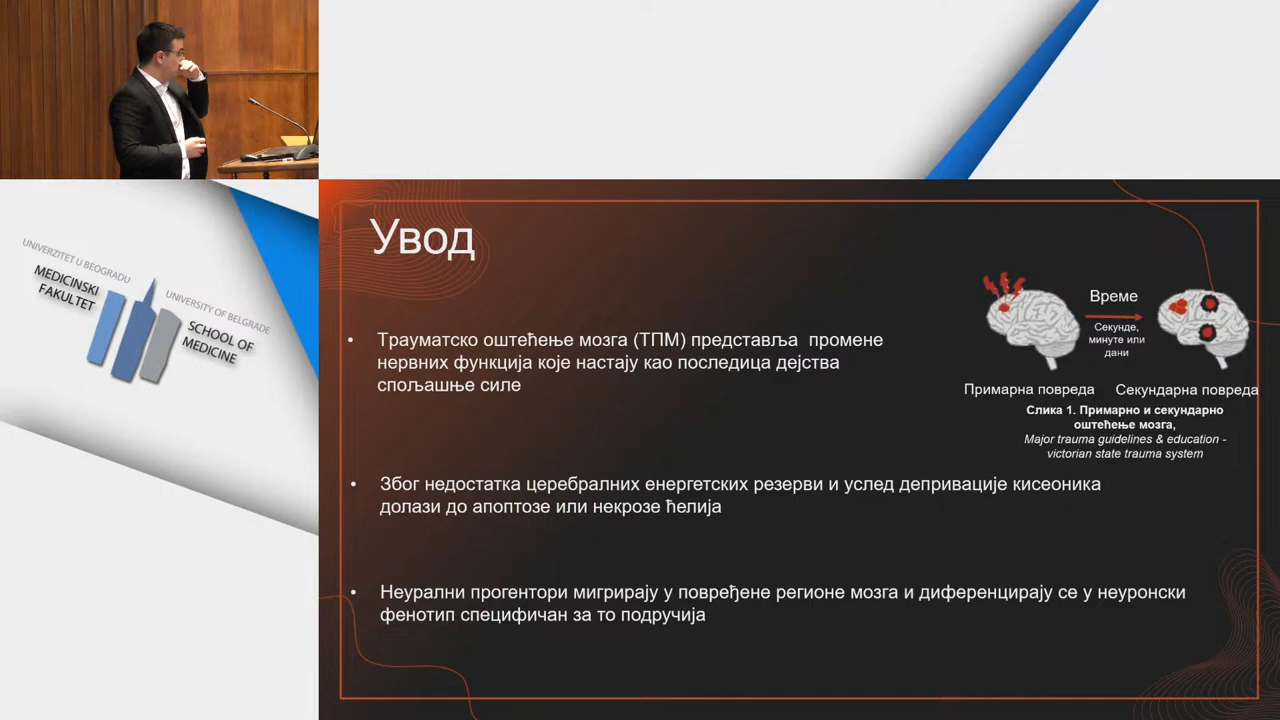 UNIVERZITET U BEOGRADU
MEDICINSKI
FAKULTET
UNIVERSITY OF BELGRADE
SCHOOL OF
MEDICINE
Увод
Трауматско оштећење мозга (ТПМ) представља промене
нервних функција које настају као последица дејства
спољашње силе
Време
Секунде,
минуте или
дани
Примарна повреда
Секундарна повреда
Слика 1. Примарно и секундарно
оштећење мозга,
Major trauma guidelines & education -
victorian state trauma system
Због недостатка церебралних енергетских резерви и услед депривације кисеоника
долази до апоптозе или некрозе ћелија
Неурални прогентори мигрирају у повређене регионе мозга и диференцирају се у неуронски
фенотип специфичан за то подручија